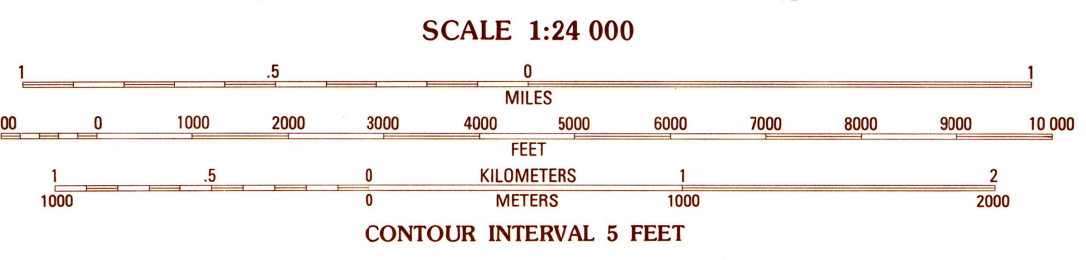 SCALE 1:24 000
1 .5 0 1
MILES
00 0 1000 2000 3000 4000 5000 6000 7000 8000 9000 10 000
FEET
1 .5 0 KILOMETERS 1 2
1000 0 METERS 1000 2000
CONTOUR INTERVAL 5 FEET